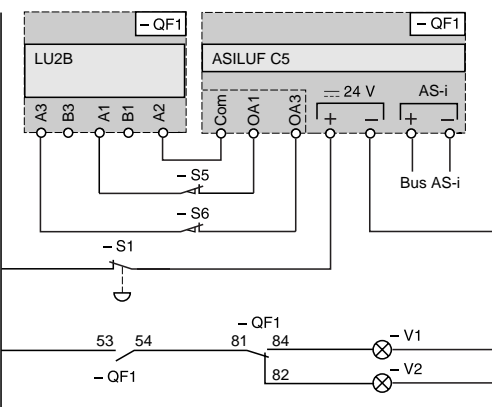 – QF1
– QF1
LU2B
ASILUF C5
A3 B3 A1 B1 A2
Com OA1 OA3
24 V
AS-i
+ – + –
Bus AS-i
– S5
– S6
– S1
– QF1
53 54 81 84
– V1
– QF1
82
– V2